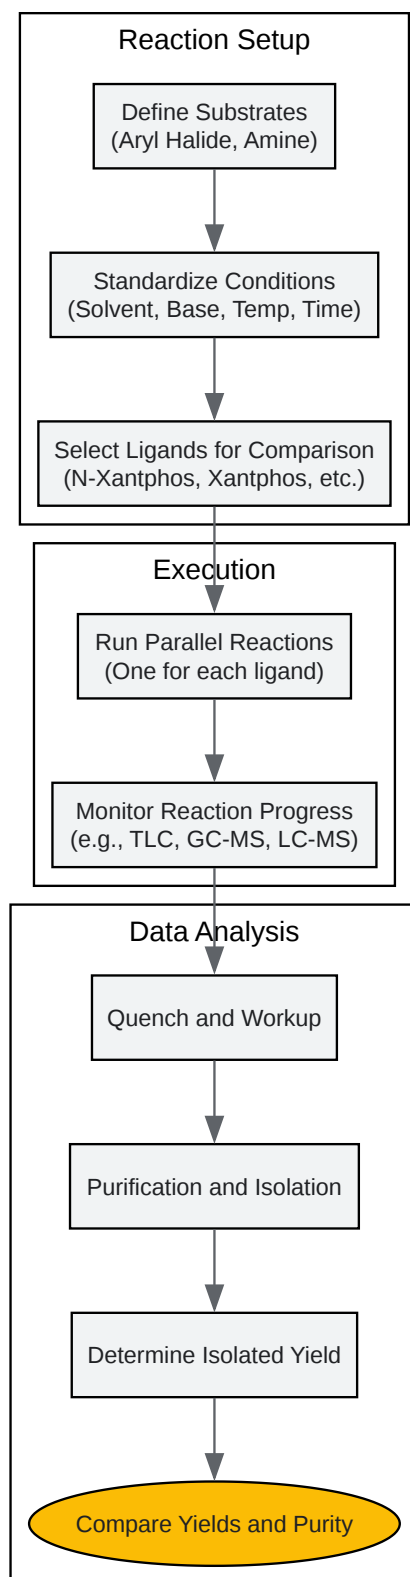 Reaction Setup
Define Substrates
(Aryl Halide, Amine)
Standardize Conditions
(Solvent, Base, Temp, Time)
Select Ligands for Comparison
(N-Xantphos, Xantphos, etc.)
Execution
Run Parallel Reactions
(One for each ligand)
Monitor Reaction Progress
(e.g., TLC, GC-MS, LC-MS)
Data Analysis
Quench and Workup
Purification and Isolation
Determine Isolated Yield
Compare Yields and Purity